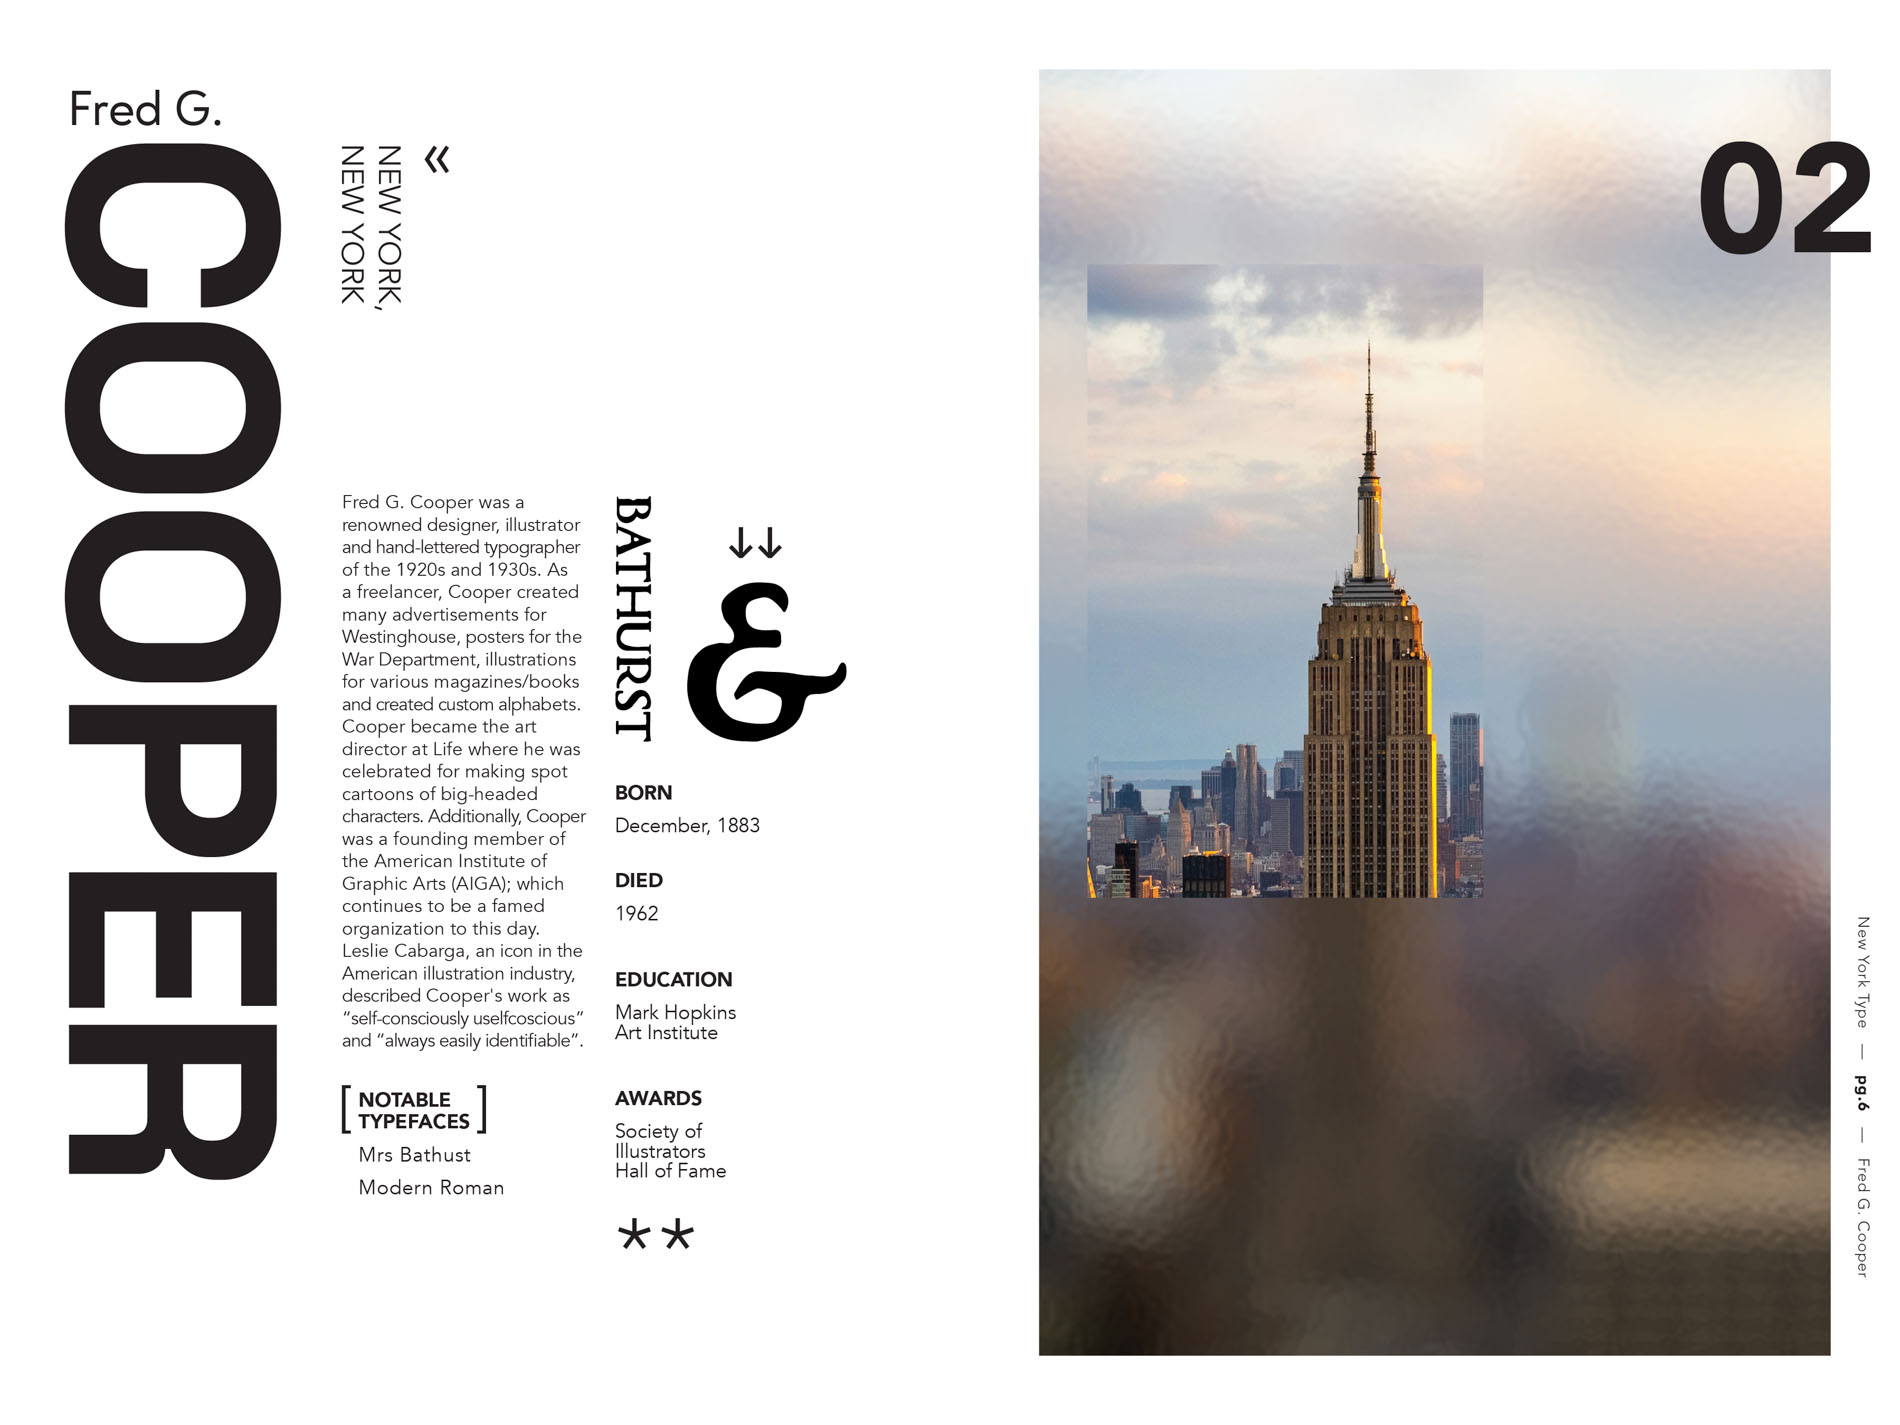 Fred G.
COOPER
«
NEW YORK,
NEW YORK
Fred G. Cooper was a
renowned designer, illustrator
and hand-lettered typographer
of the 1920s and 1930s. As
a freelancer, Cooper created
many advertisements for
Westinghouse, posters for the
War Department, illustrations
for various magazines/books
and created custom alphabets.
Cooper became the art
director at Life where he was
celebrated for making spot
cartoons of big-headed
characters. Additionally, Cooper
was a founding member of
the American Institute of
Graphic Arts (AIGA); which
continues to be a famed
organization to this day.
Leslie Cabarga, an icon in the
American illustration industry,
described Cooper's work as
“self-consciously uselfcoscious”
and “always easily identifiable”.
[NOTABLE
TYPEFACES]
Mrs Bathust
Modern Roman
BATHURST
↓↓
&
BORN
December, 1883
DIED
1962
EDUCATION
Mark Hopkins
Art Institute
AWARDS
Society of
Illustrators
Hall of Fame
**
02
New York Type — pg.6 — Fred G. Cooper